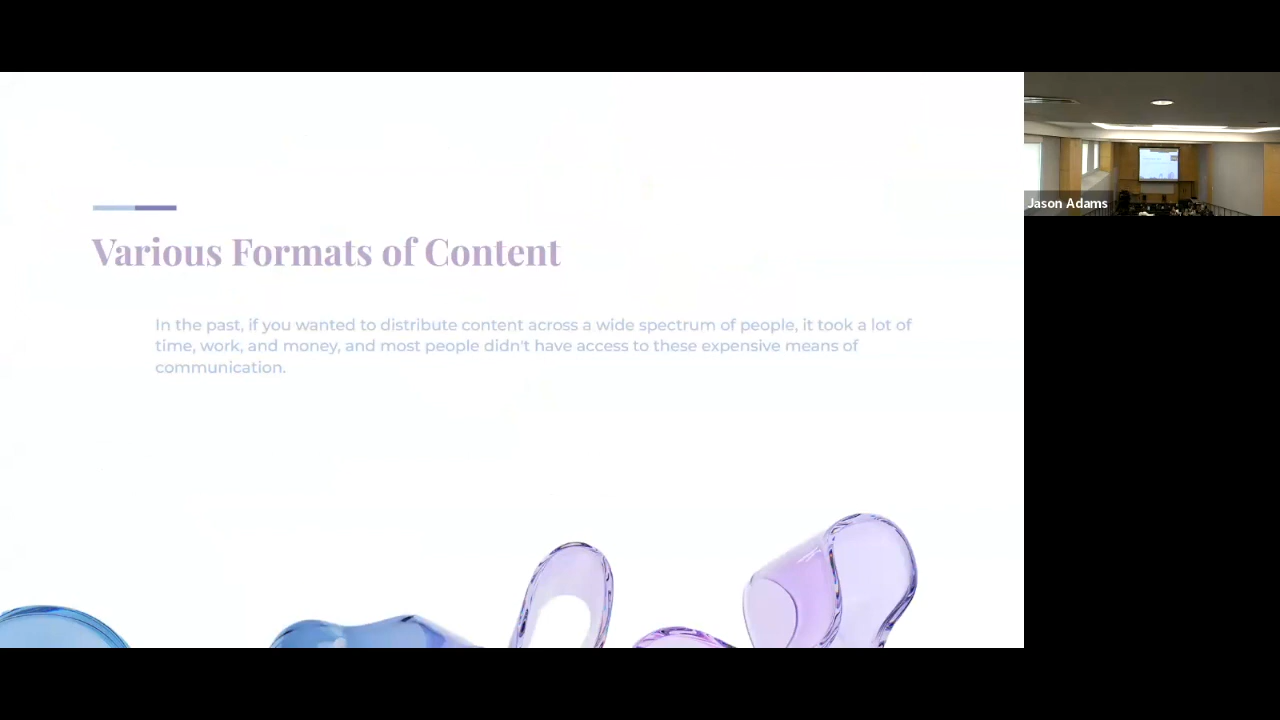 Various Formats of Content
In the past, if you wanted to distribute content across a wide spectrum of people, it took a lot of
time, work, and money, and most people didn't have access to these expensive means of
communication.
Jason Adams